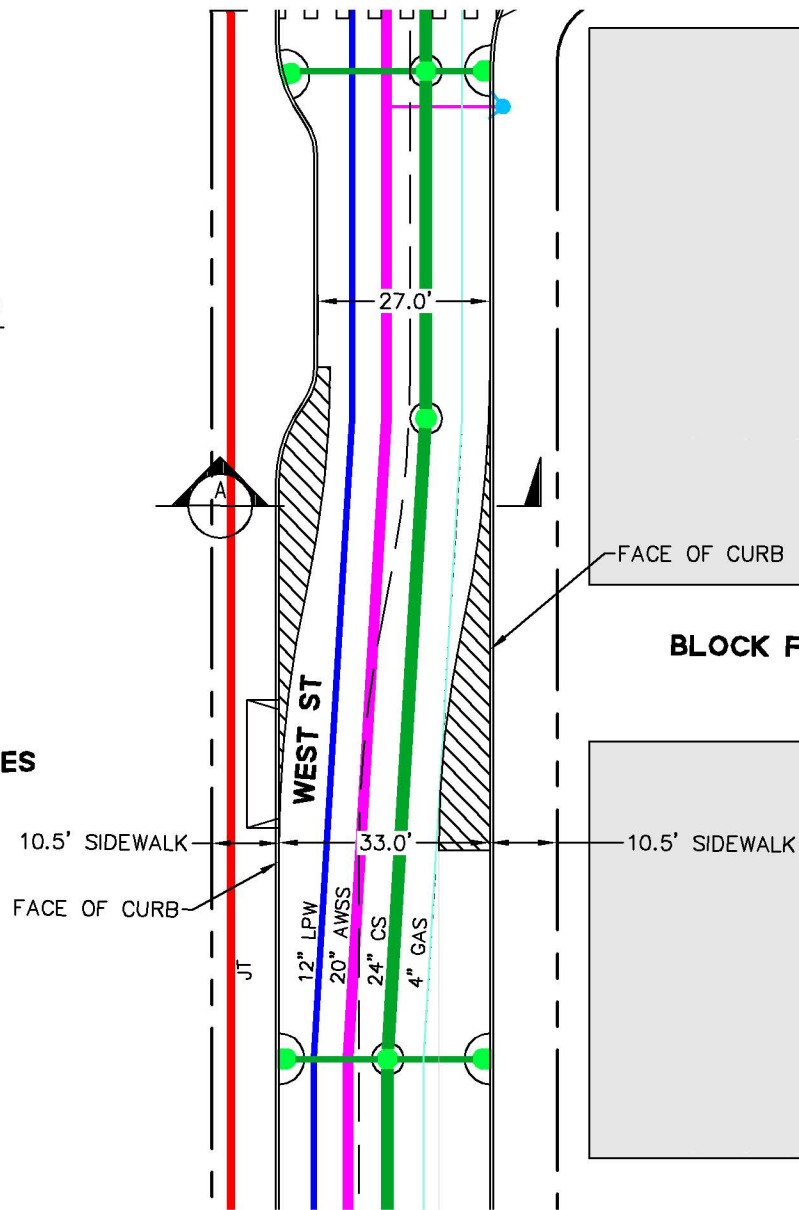 27.0'
A
FACE OF CURB
BLOCK F
WEST ST
ES
10.5' SIDEWALK
33.0'
10.5' SIDEWALK
FACE OF CURB
12" LPW
20" AWSS
24" CS
4" GAS
JT